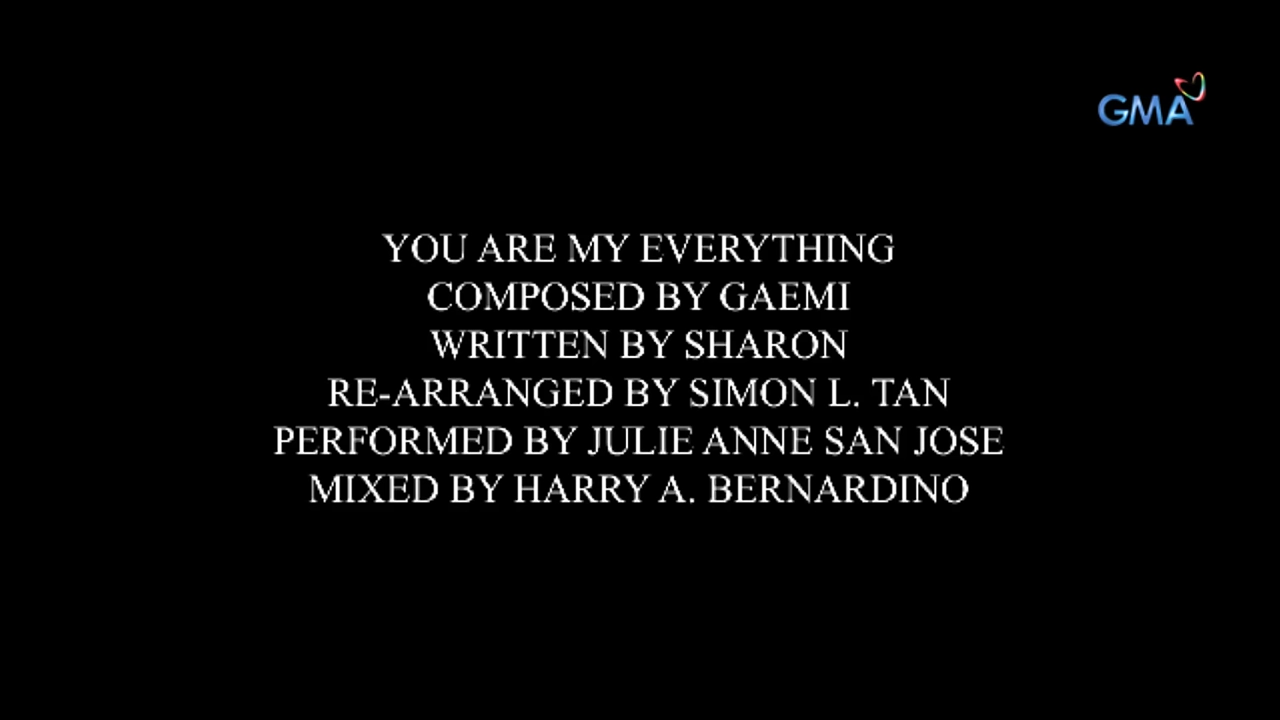 GMA
YOU ARE MY EVERYTHING
COMPOSED BY GAEMI
WRITTEN BY SHARON
RE-ARRANGED BY SIMON L. TAN
PERFORMED BY JULIE ANNE SAN JOSE
MIXED BY HARRY A. BERNARDINO